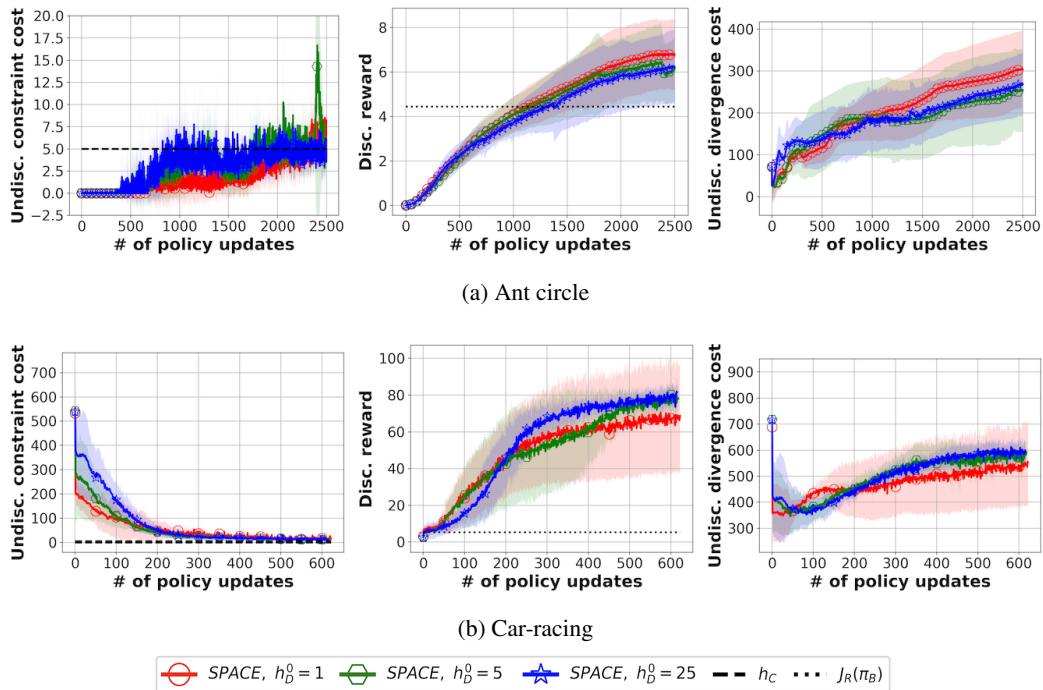 Undisc. constraint cost
20.0
17.5
15.0
12.5
10.0
7.5
5.0
2.5
0.0
−2.5
0 500 1000 1500 2000 2500
# of policy updates
Disc. reward
8
6
4
2
0
0 500 1000 1500 2000 2500
# of policy updates
Undisc. divergence cost
400
300
200
100
0
0 500 1000 1500 2000 2500
# of policy updates
(a) Ant circle
Undisc. constraint cost
700
600
500
400
300
200
100
0
0 100 200 300 400 500 600
# of policy updates
Disc. reward
100
80
60
40
20
0
0 100 200 300 400 500 600
# of policy updates
Undisc. divergence cost
900
800
700
600
500
400
300
0 100 200 300 400 500 600
# of policy updates
(b) Car-racing
SPACE, h_D^0 = 1 SPACE, h_D^0 = 5 SPACE, h_D^0 = 25 h_C J_R(π_B)